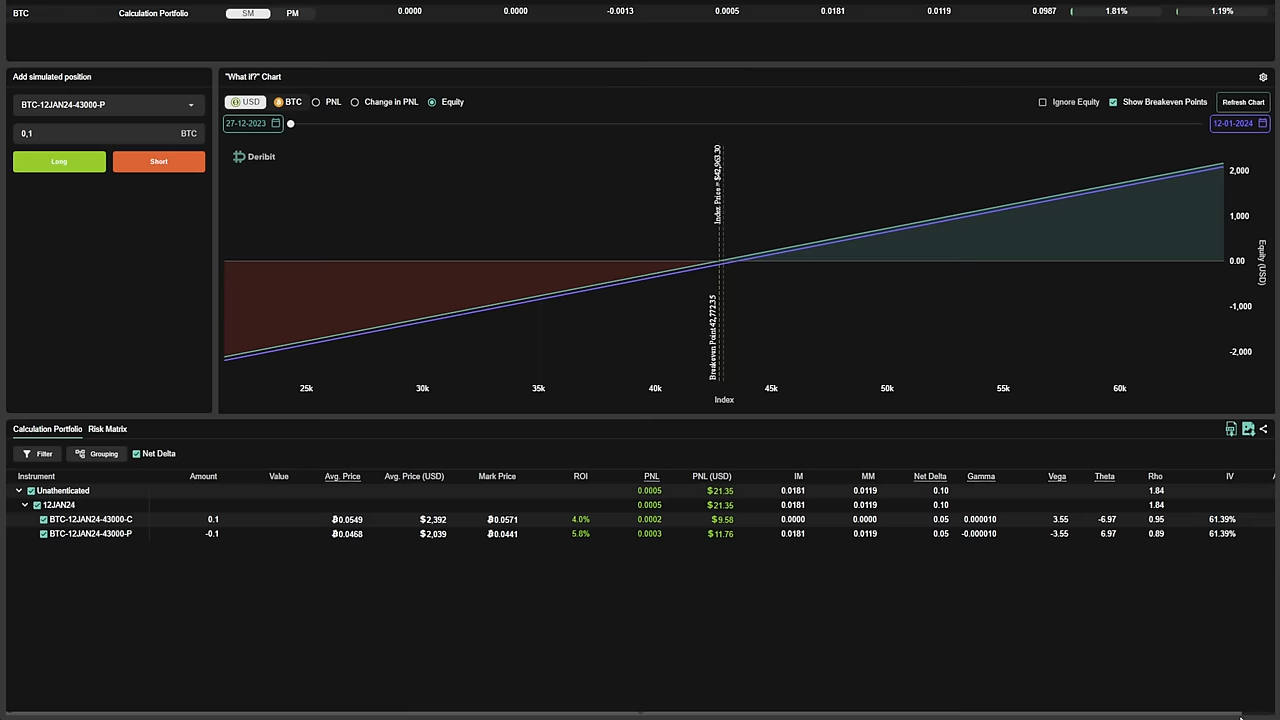 BTC Calculation Portfolio SM PM 0.0000 0.0000 -0.0013 0.0005 0.0181 0.0119 0.0987 1.81% 1.19%
Add simulated position
BTC-12JAN24-43000-P
0,1 BTC
Long Short
"What if?" Chart
USD BTC PNL Change in PNL Equity Ignore Equity Show Breakeven Points Refresh Chart
27-12-2023 12-01-2024
Deribit
Index Price = $42,963.30
Breakeven Point 42,772.35
2,000
1,000
0.00
-1,000
-2,000
Equity (USD)
25k 30k 35k 40k 45k 50k 55k 60k
Index
Calculation Portfolio Risk Matrix
Filter Grouping Net Delta
Instrument Amount Value Avg. Price Avg. Price (USD) Mark Price ROI PNL PNL (USD) IM MM Net Delta Gamma Vega Theta Rho IV
Unathenticated 0.0005 $21.35 0.0181 0.0119 0.10 1.84
12JAN24 0.0005 $21.35 0.0181 0.0119 0.10 1.84
BTC-12JAN24-43000-C 0.1 ₿0.0549 $2,392 ₿0.0571 4.0% 0.0002 $9.58 0.0000 0.0000 0.05 0.000010 3.55 -6.97 0.95 61.39%
BTC-12JAN24-43000-P -0.1 ₿0.0468 $2,039 ₿0.0441 5.8% 0.0003 $11.76 0.0181 0.0119 0.05 -0.000010 -3.55 6.97 0.89 61.39%